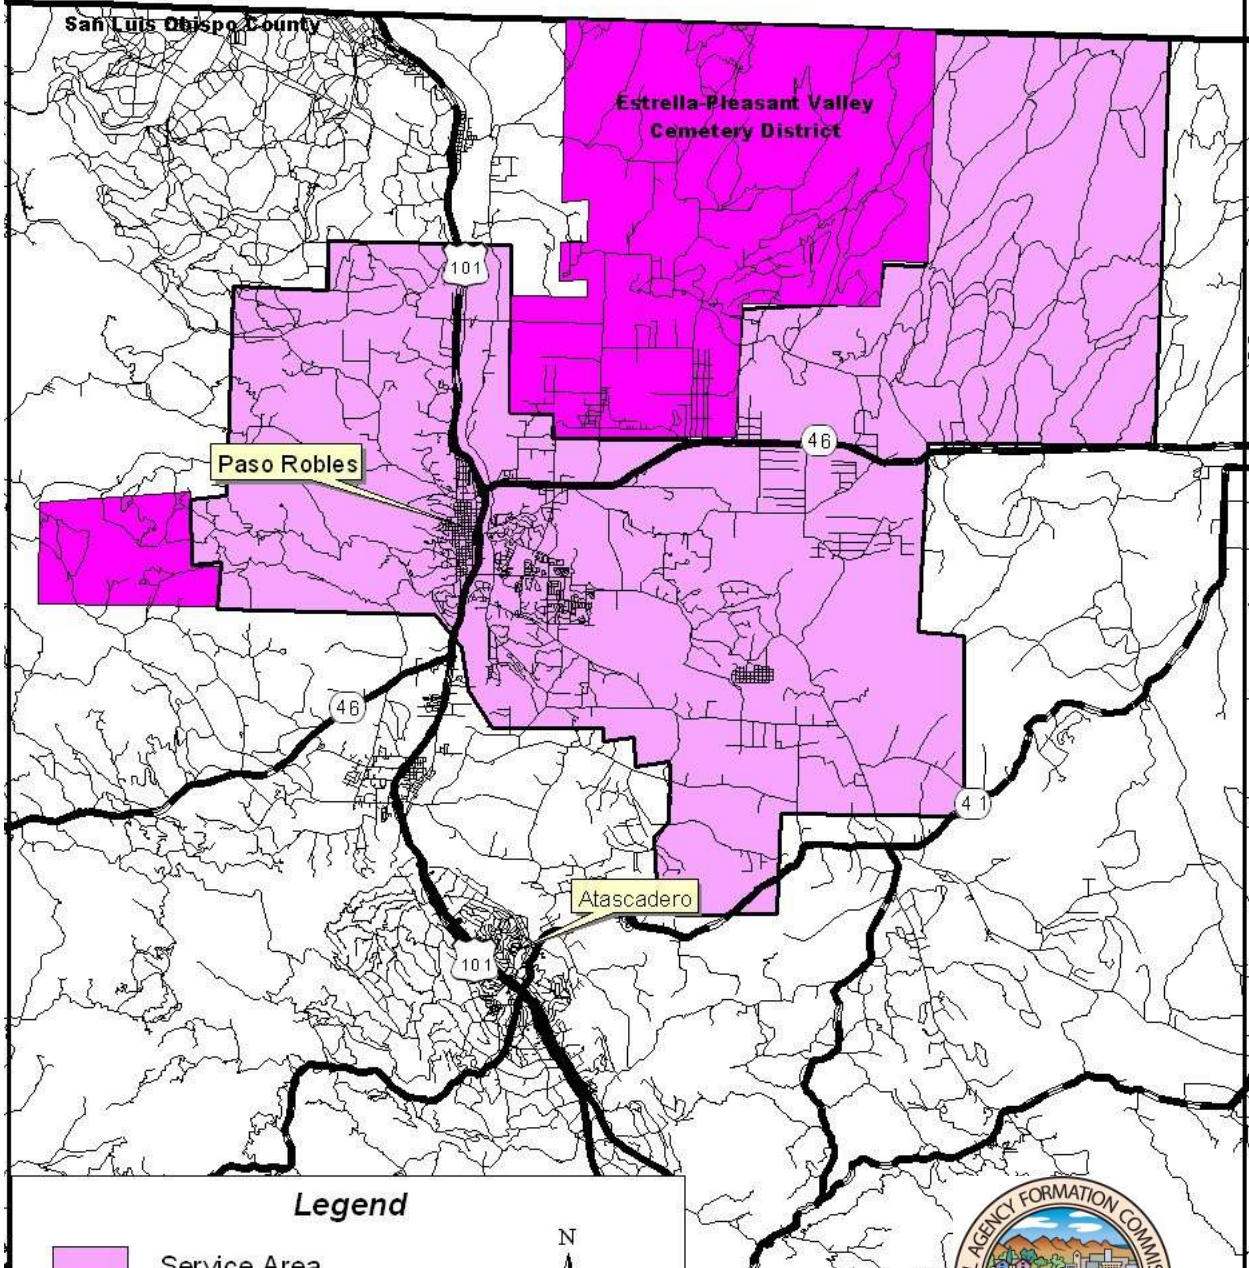 San Luis Obispo County
Estrella-Pleasant Valley
Cemetery District
101
46
Paso Robles
46
41
Atascadero
101
Legend
N
Service Area
AGENCY FORMATION COMMIS